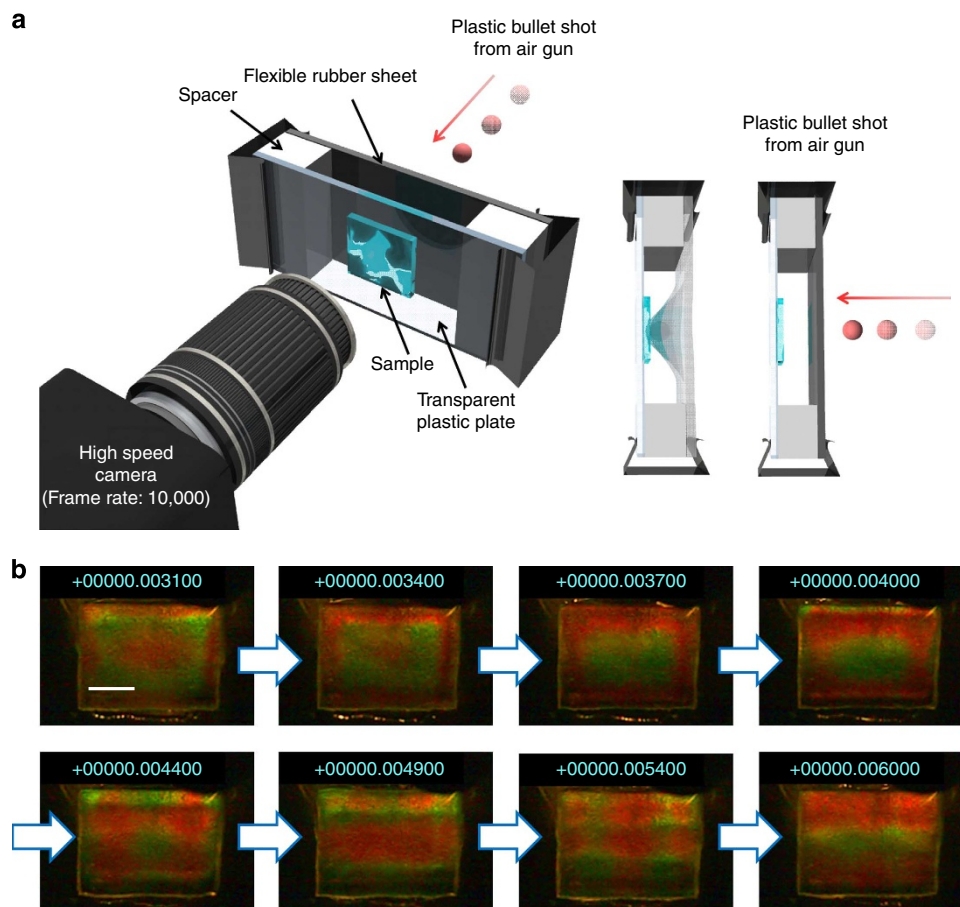 a
Plastic bullet shot
from air gun
Flexible rubber sheet
Spacer
Plastic bullet shot
from air gun
Sample
Transparent
plastic plate
High speed
camera
(Frame rate: 10,000)
b
+00000.003100
+00000.003400
+00000.003700
+00000.004000
+00000.004400
+00000.004900
+00000.005400
+00000.006000